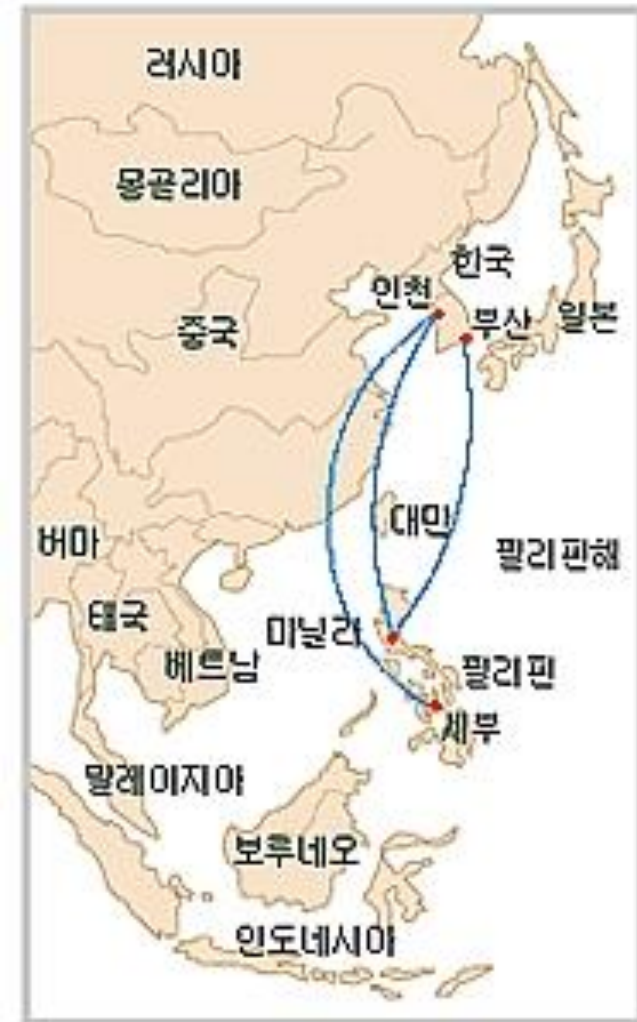 러시아
몽골리아
한국
인천
부산
일본
중국
대만
버마
필리핀해
태국
미닐라
베트남
필리핀
세부
말레이지아
보루네오
인도네시아